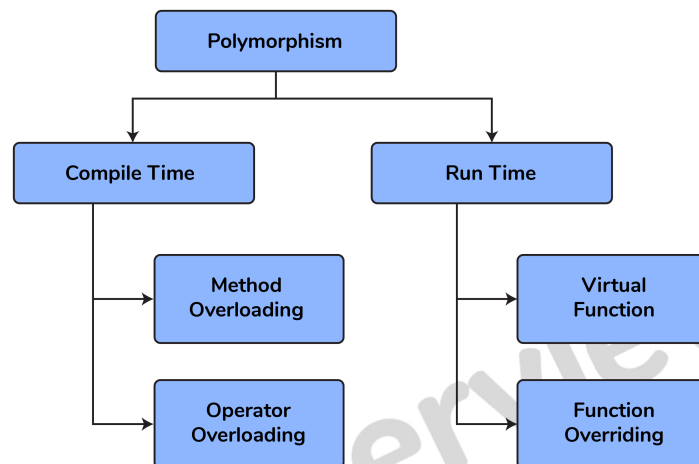 Polymorphism
Compile Time
Run Time
Method
Overloading
Virtual
Function
Operator
Overloading
Function
Overriding